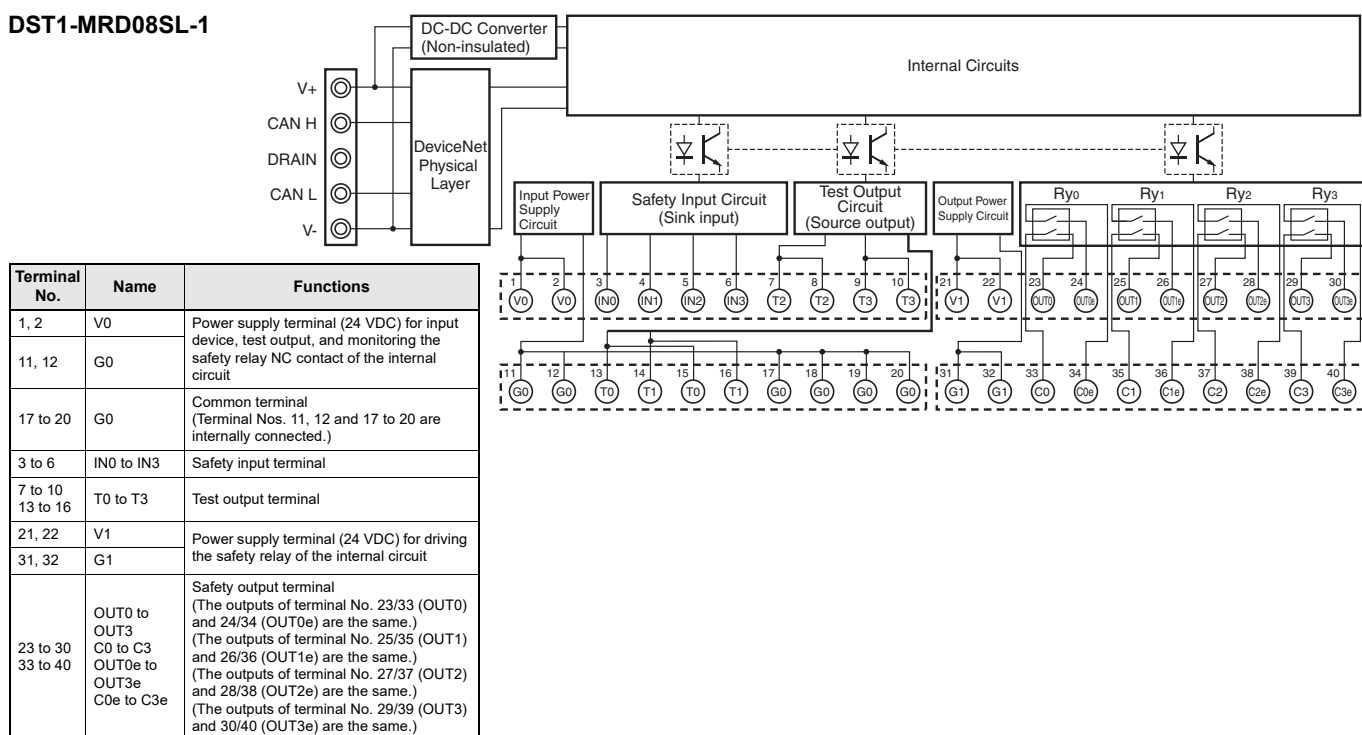 DST1-MRD08SL-1
DC-DC Converter
(Non-insulated)
Internal Circuits
V+
CAN H
DRAIN
CAN L
V-
DeviceNet
Physical
Layer
Input Power
Supply
Circuit
Safety Input Circuit
(Sink input)
Test Output
Circuit
(Source output)
Output Power
Supply Circuit
Ry0
Ry1
Ry2
Ry3
1 2 3 4 5 6 7 8 9 10
V0 V0 IN0 IN1 IN2 IN3 T2 T2 T3 T3
21 22 23 24 25 26 27 28 29 30
V1 V1 OUT0 OUT0e OUT1 OUT1e OUT2 OUT2e OUT3 OUT3e
11 12 13 14 15 16 17 18 19 20
G0 G0 T0 T1 T0 T1 G0 G0 G0 G0
31 32 33 34 35 36 37 38 39 40
G1 G1 C0 C0e C1 C1e C2 C2e C3 C3e
Terminal
No.
Name
Functions
1, 2
V0
11, 12
G0
Power supply terminal (24 VDC) for input
device, test output, and monitoring the
safety relay NC contact of the internal
circuit
17 to 20
G0
Common terminal
(Terminal Nos. 11, 12 and 17 to 20 are
internally connected.)
3 to 6
IN0 to IN3
Safety input terminal
7 to 10
13 to 16
T0 to T3
Test output terminal
21, 22
V1
31, 32
G1
Power supply terminal (24 VDC) for driving
the safety relay of the internal circuit
23 to 30
33 to 40
OUT0 to
OUT3
C0 to C3
OUT0e to
OUT3e
C0e to C3e
Safety output terminal
(The outputs of terminal No. 23/33 (OUT0)
and 24/34 (OUT0e) are the same.)
(The outputs of terminal No. 25/35 (OUT1)
and 26/36 (OUT1e) are the same.)
(The outputs of terminal No. 27/37 (OUT2)
and 28/38 (OUT2e) are the same.)
(The outputs of terminal No. 29/39 (OUT3)
and 30/40 (OUT3e) are the same.)